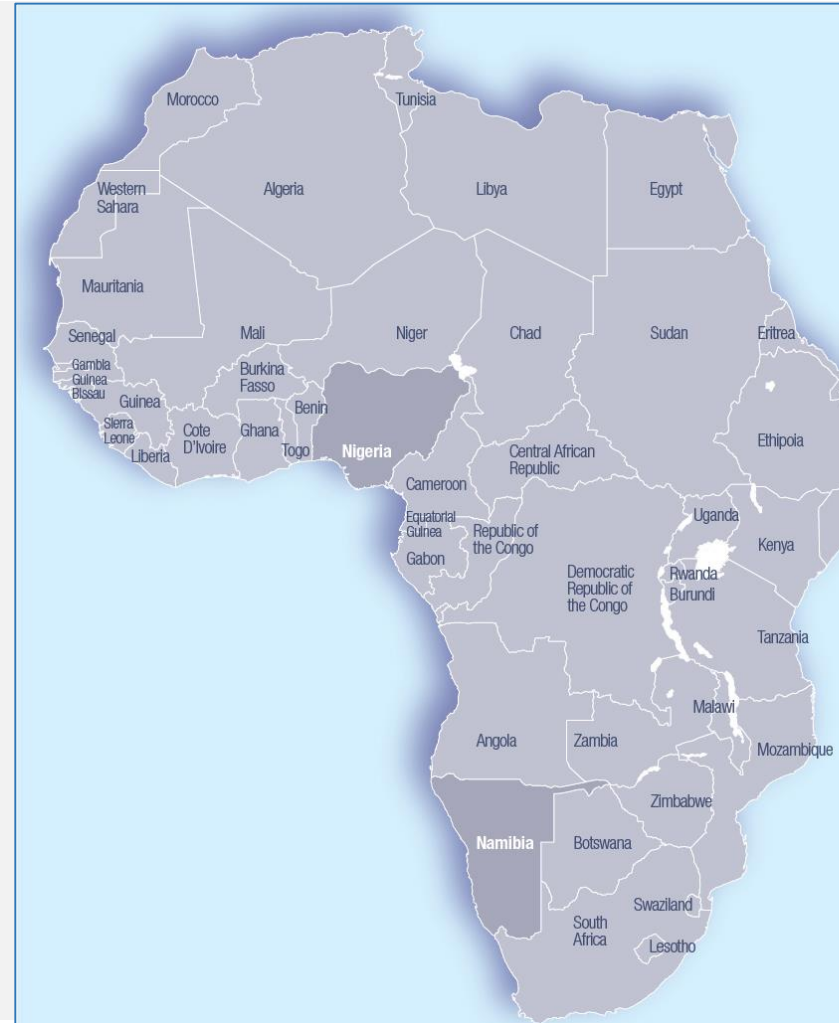 Morocco
Tunisia
Algeria
Libya
Egypt
Western
Sahara
Mauritania
Senegal
Mali
Niger
Chad
Sudan
Eritrea
Gambia
Guinea
Bissau
Guinea
Burkina
Fasso
Benin
Sierra
Leone
Liberia
Cote
D'Ivoire
Ghana
Togo
Nigeria
Central African
Republic
Ethipoia
Cameroon
Equatorial
Guinea
Republic of
the Congo
Gabon
Democratic
Republic of
the Congo
Uganda
Kenya
Rwanda
Burundi
Tanzania
Malawi
Angola
Zambia
Mozambique
Zimbabwe
Namibia
Botswana
Swaziland
South
Africa
Lesotho